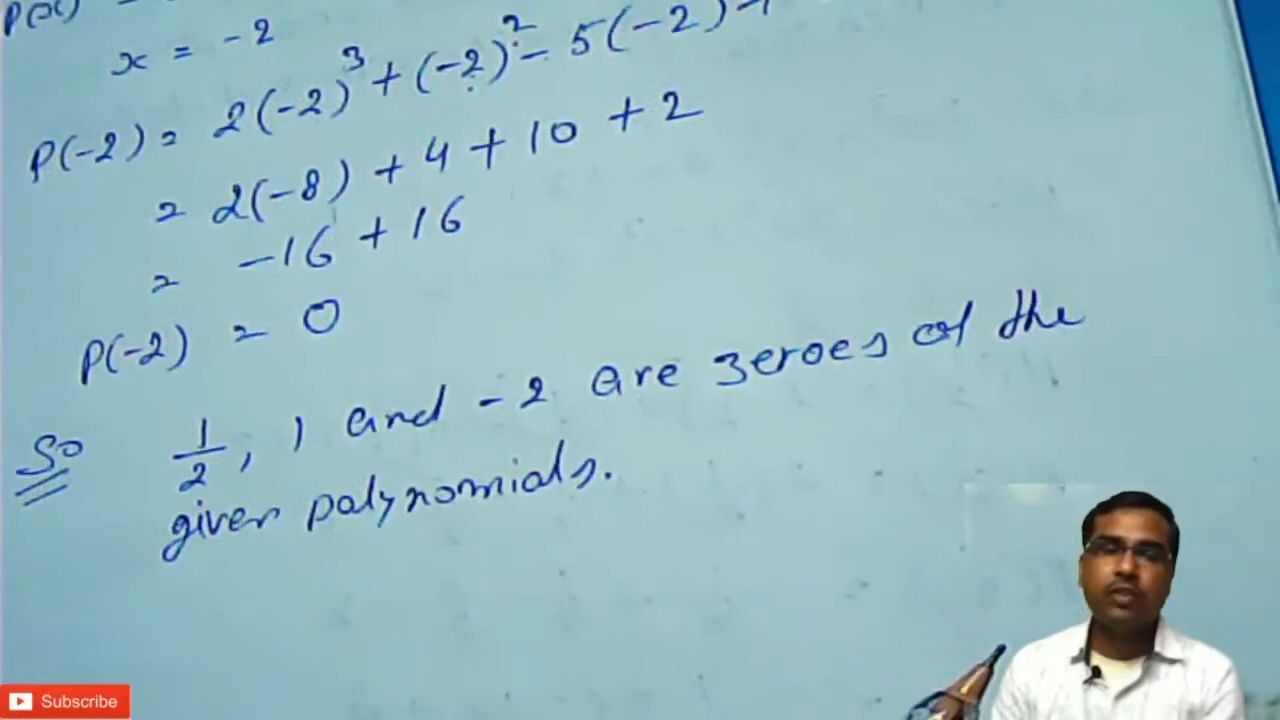 P(x)
x = -2
P(-2) = 2(-2)³ + (-2)² - 5(-2) +
= 2(-8) + 4 + 10 + 2
= -16 + 16
P(-2) = 0
So 1/2, 1 and -2 are zeroes of the
given polynomials.
Subscribe